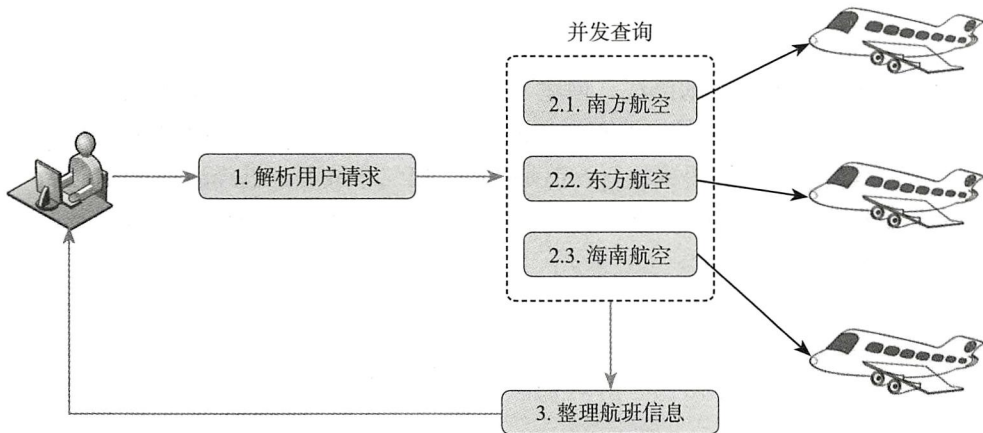 并发查询
2.1. 南方航空
1. 解析用户请求
2.2. 东方航空
2.3. 海南航空
3. 整理航班信息